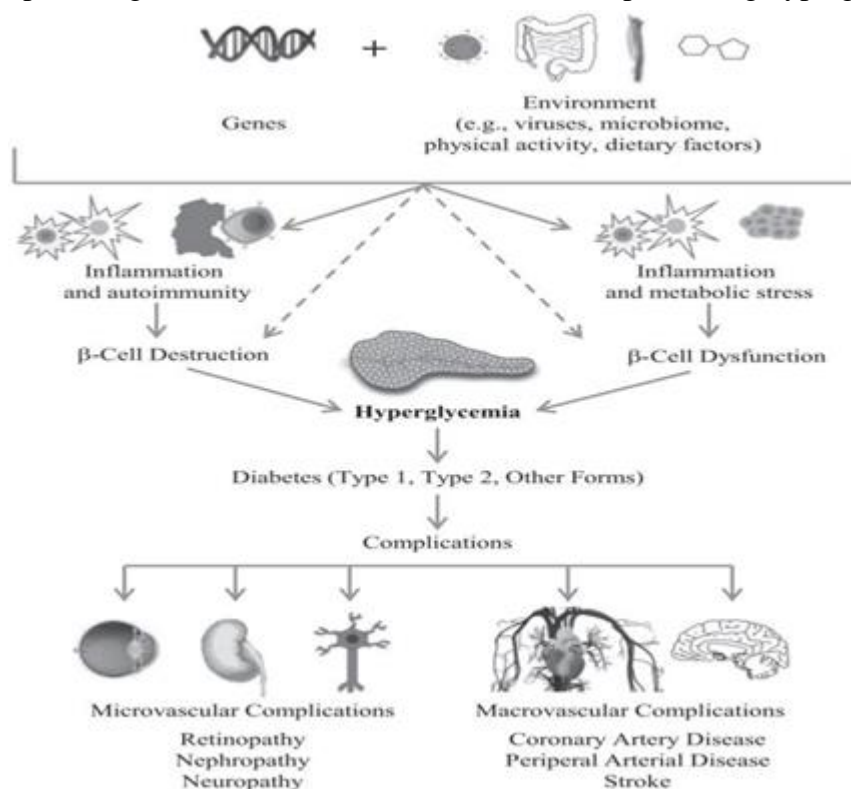 +
Genes
Environment
(e.g., viruses, microbiome,
physical activity, dietary factors)
Inflammation
and autoimmunity
Inflammation
and metabolic stress
β-Cell Destruction
β-Cell Dysfunction
Hyperglycemia
Diabetes (Type 1, Type 2, Other Forms)
Complications
Microvascular Complications
Retinopathy
Nephropathy
Neuropathy
Macrovascular Complications
Coronary Artery Disease
Periperal Arterial Disease
Stroke